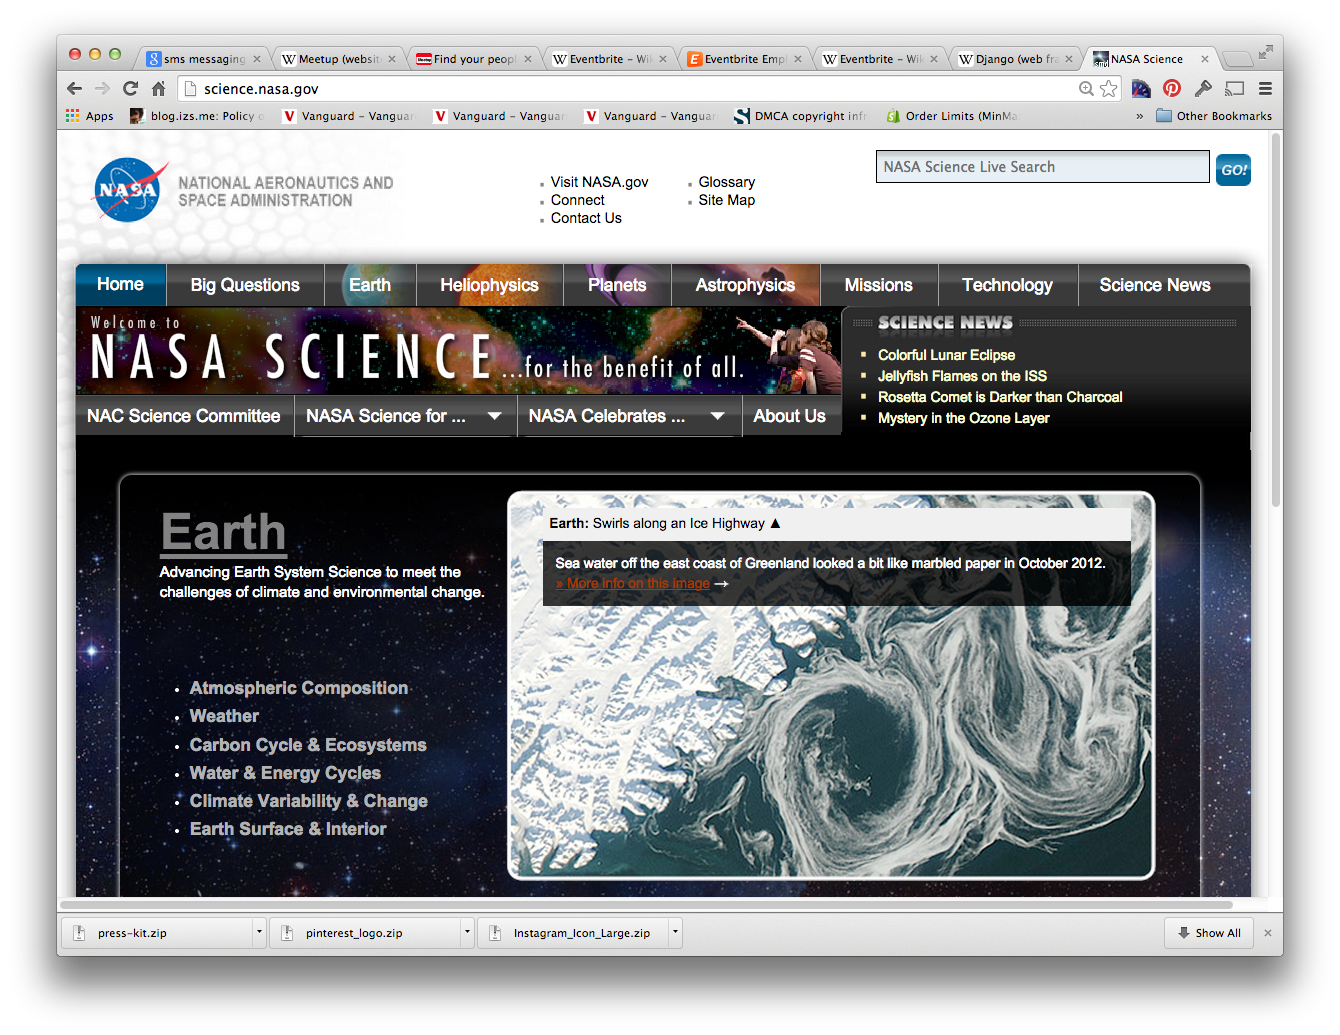 sms messaging
Meetup (websit
Find your peopl
Eventbrite – Wik
Eventbrite Empl
Eventbrite – Wik
Django (web fra
NASA Science
science.nasa.gov
Apps
blog.izs.me: Policy o
Vanguard – Vanguar
Vanguard – Vanguar
Vanguard – Vanguar
DMCA copyright infr
Order Limits (MinMa
»
Other Bookmarks
NASA
NATIONAL AERONAUTICS AND
SPACE ADMINISTRATION
Visit NASA.gov
Connect
Contact Us
Glossary
Site Map
NASA Science Live Search
GO!
Home
Big Questions
Earth
Heliophysics
Planets
Astrophysics
Missions
Technology
Science News
Welcome to
NASA SCIENCE ...for the benefit of all.
SCIENCE NEWS
Colorful Lunar Eclipse
Jellyfish Flames on the ISS
Rosetta Comet is Darker than Charcoal
Mystery in the Ozone Layer
NAC Science Committee
NASA Science for ...
NASA Celebrates ...
About Us
Earth
Advancing Earth System Science to meet the
challenges of climate and environmental change.
Atmospheric Composition
Weather
Carbon Cycle & Ecosystems
Water & Energy Cycles
Climate Variability & Change
Earth Surface & Interior
Earth: Swirls along an Ice Highway ▲
Sea water off the east coast of Greenland looked a bit like marbled paper in October 2012.
» More info on this image →
press-kit.zip
pinterest_logo.zip
Instagram_Icon_Large.zip
Show All